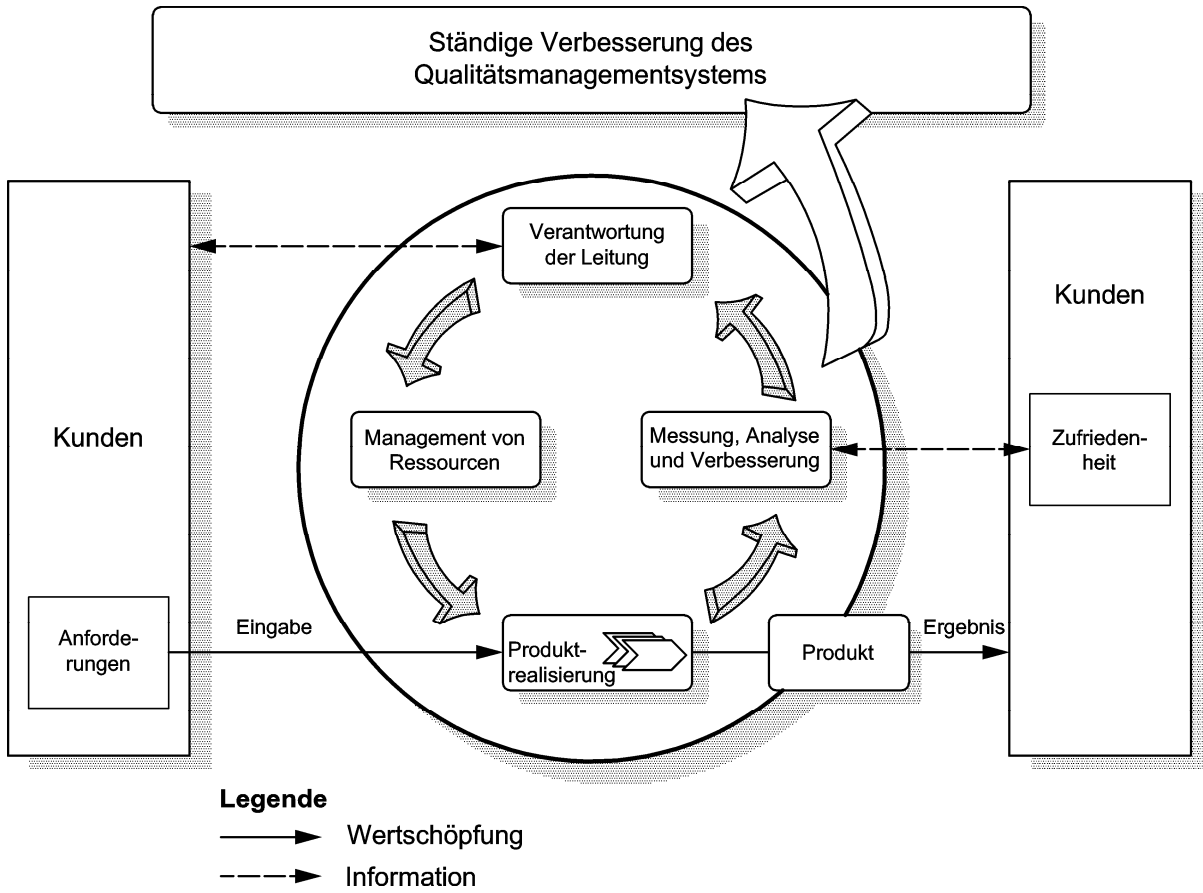 Ständige Verbesserung des
Qualitätsmanagementsystems
Verantwortung
der Leitung
Kunden
Kunden
Management von
Ressourcen
Messung, Analyse
und Verbesserung
Zufrieden-
heit
Anforde-
rungen
Eingabe
Produkt-
realisierung
Produkt
Ergebnis
Legende
Wertschöpfung
Information